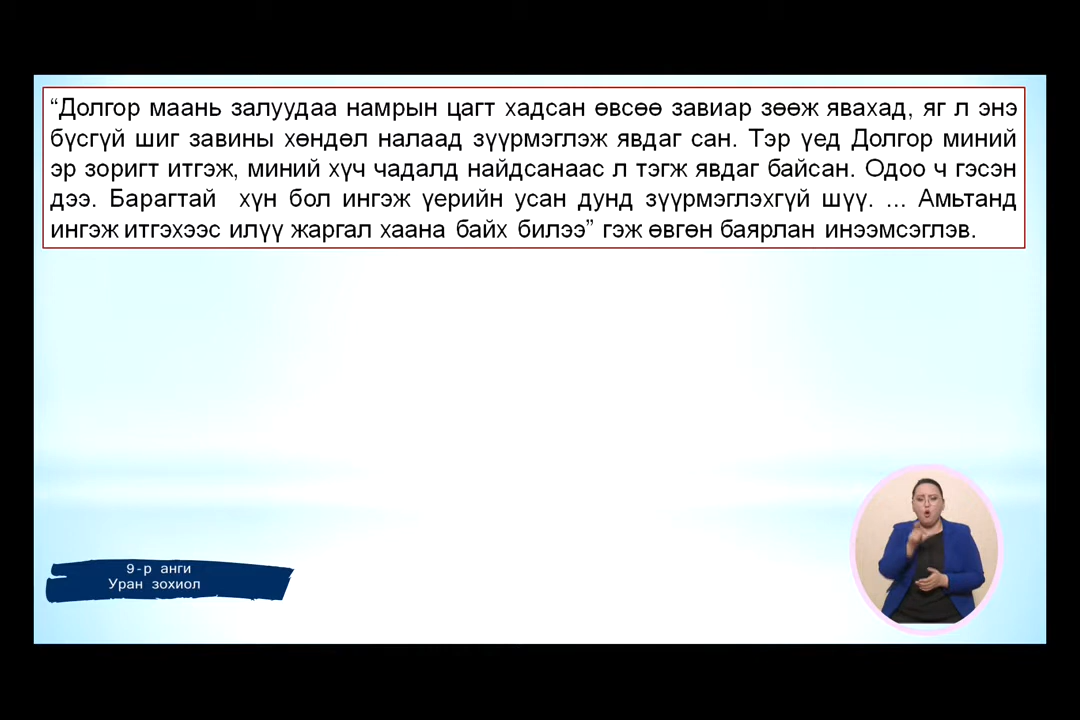 “Долгор маань залуудаа намрын цагт хадсан өвсөө завиар зөөж явахад, яг л энэ
бүсгүй шиг завины хөндөл налаад зүүрмэглэж явдаг сан. Тэр үед Долгор миний
эр зоригт итгэж, миний хүч чадалд найдсанаас л тэгж явдаг байсан. Одоо ч гэсэн
дээ. Барагтай хүн бол ингэж үерийн усан дунд зүүрмэглэхгүй шүү. ... Амьтанд
ингэж итгэхээс илүү жаргал хаана байх билээ” гэж өвгөн баярлан инээмсэглэв.
9-р анги
Уран зохиол